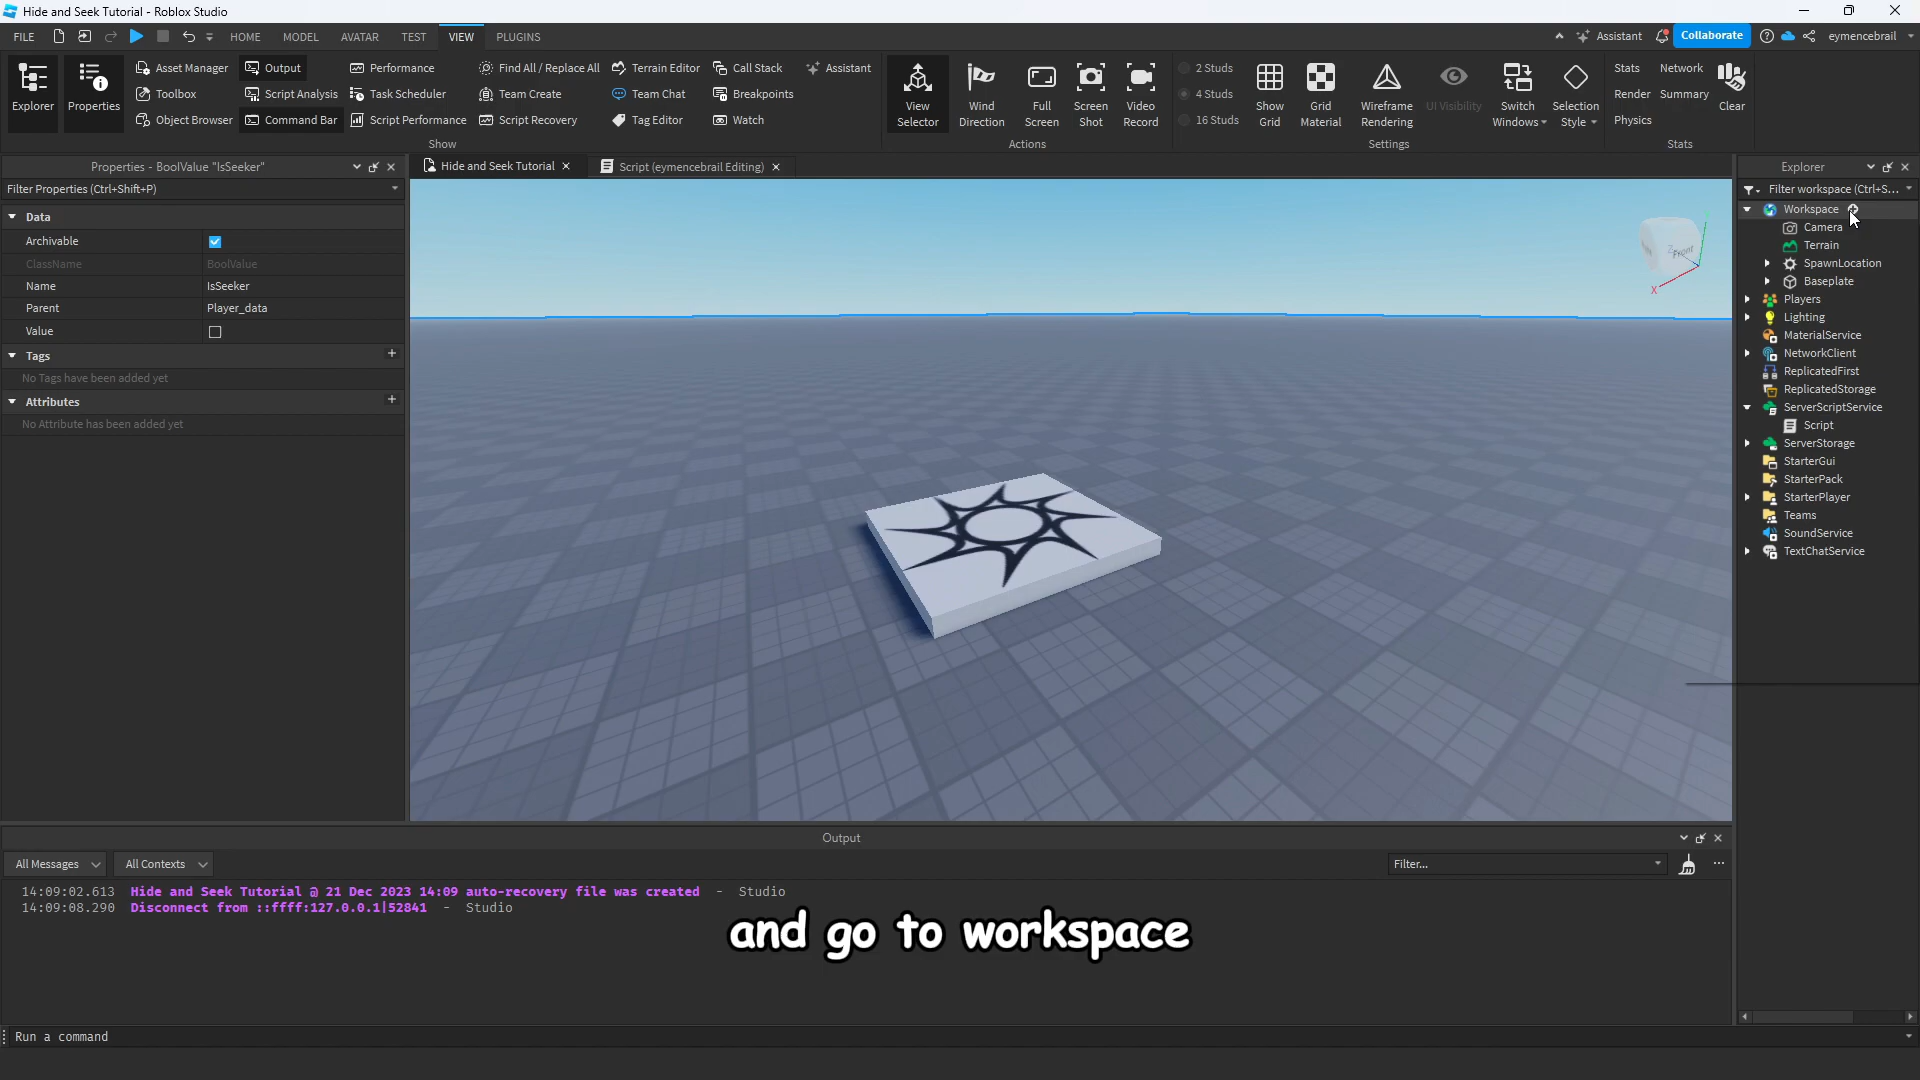 Hide and Seek Tutorial - Roblox Studio
FILE HOME MODEL AVATAR TEST VIEW PLUGINS Assistant Collaborate eymencebrail
Explorer
Properties
Asset Manager
Toolbox
Object Browser
Output
Script Analysis
Command Bar
Performance
Task Scheduler
Script Performance
Find All / Replace All
Team Create
Script Recovery
Terrain Editor
Team Chat
Tag Editor
Call Stack
Breakpoints
Watch
Assistant
Show
View Selector
Wind Direction
Full Screen
Screen Shot
Video Record
Actions
2 Studs
4 Studs
16 Studs
Show Grid
Grid Material
Wireframe Rendering
UI Visibility
Switch Windows
Selection Style
Settings
Stats Network
Render Summary
Physics
Clear
Stats
Properties - BoolValue "IsSeeker"
Filter Properties (Ctrl+Shift+P)
Data
Archivable
ClassName BoolValue
Name IsSeeker
Parent Player_data
Value
Tags
No Tags have been added yet
Attributes
No Attribute has been added yet
Hide and Seek Tutorial
Script (eymencebrail Editing)
Front
X
Explorer
Filter workspace (Ctrl+S...
Workspace
Camera
Terrain
SpawnLocation
Baseplate
Players
Lighting
MaterialService
NetworkClient
ReplicatedFirst
ReplicatedStorage
ServerScriptService
Script
ServerStorage
StarterGui
StarterPack
StarterPlayer
Teams
SoundService
TextChatService
Output
All Messages All Contexts Filter...
14:09:02.613 Hide and Seek Tutorial @ 21 Dec 2023 14:09 auto-recovery file was created - Studio
14:09:08.290 Disconnect from ::ffff:127.0.0.1|52841 - Studio
and go to workspace
Run a command